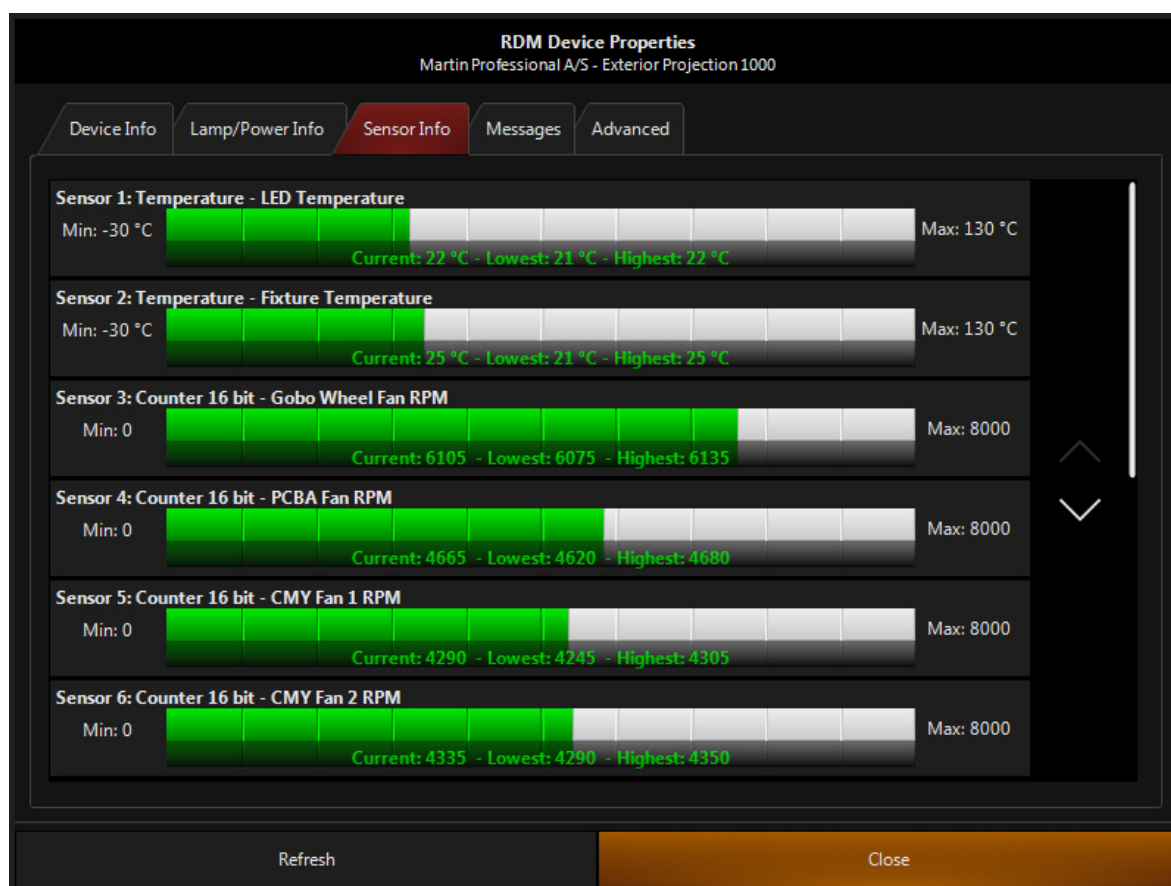 RDM Device Properties
Martin Professional A/S - Exterior Projection 1000
Device Info
Lamp/Power Info
Sensor Info
Messages
Advanced
Sensor 1: Temperature - LED Temperature
Min: -30 °C
Max: 130 °C
Current: 22 °C - Lowest: 21 °C - Highest: 22 °C
Sensor 2: Temperature - Fixture Temperature
Min: -30 °C
Max: 130 °C
Current: 25 °C - Lowest: 21 °C - Highest: 25 °C
Sensor 3: Counter 16 bit - Gobo Wheel Fan RPM
Min: 0
Max: 8000
Current: 6105 - Lowest: 6075 - Highest: 6135
Sensor 4: Counter 16 bit - PCBA Fan RPM
Min: 0
Max: 8000
Current: 4665 - Lowest: 4620 - Highest: 4680
Sensor 5: Counter 16 bit - CMY Fan 1 RPM
Min: 0
Max: 8000
Current: 4290 - Lowest: 4245 - Highest: 4305
Sensor 6: Counter 16 bit - CMY Fan 2 RPM
Min: 0
Max: 8000
Current: 4335 - Lowest: 4290 - Highest: 4350
Refresh
Close